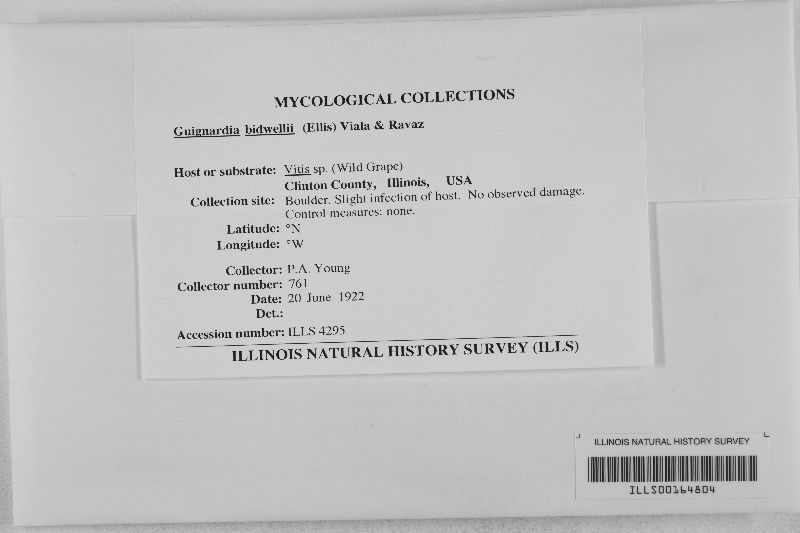 MYCOLOGICAL COLLECTIONS
Guignardia bidwellii (Ellis) Viala & Ravaz
Host or substrate: Vitis sp. (Wild Grape)
Clinton County, Illinois, USA
Collection site: Boulder. Slight infection of host. No observed damage.
Control measures: none.
Latitude: °N
Longitude: °W
Collector: P.A. Young
Collector number: 761
Date: 20 June 1922
Det.:
Accession number: ILLS 4295
ILLINOIS NATURAL HISTORY SURVEY (ILLS)
ILLINOIS NATURAL HISTORY SURVEY
ILLS00164804